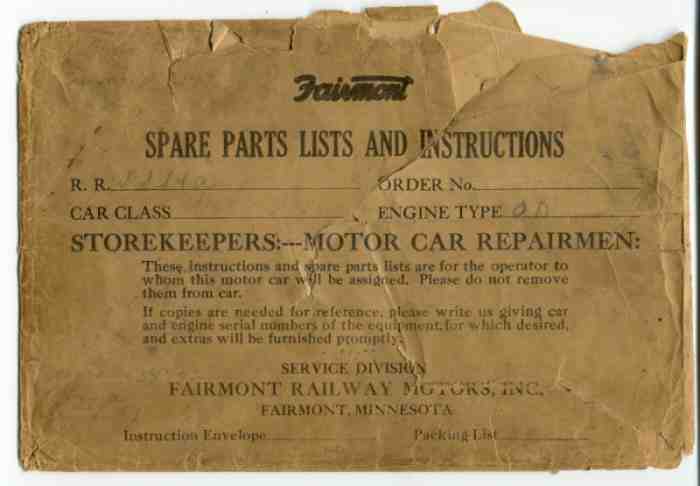 Fairmont
SPARE PARTS LISTS AND INSTRUCTIONS
R. R. ORDER No.
CAR CLASS ENGINE TYPE OD
STOREKEEPERS:---MOTOR CAR REPAIRMEN:
These instructions and spare parts lists are for the operator to
whom this motor car will be assigned. Please do not remove
them from car.
If copies are needed for reference, please write us giving car
and engine serial numbers of the equipment, for which desired,
and extras will be furnished promptly.
SERVICE DIVISION
FAIRMONT RAILWAY MOTORS, INC.
FAIRMONT, MINNESOTA
Instruction Envelope Packing List